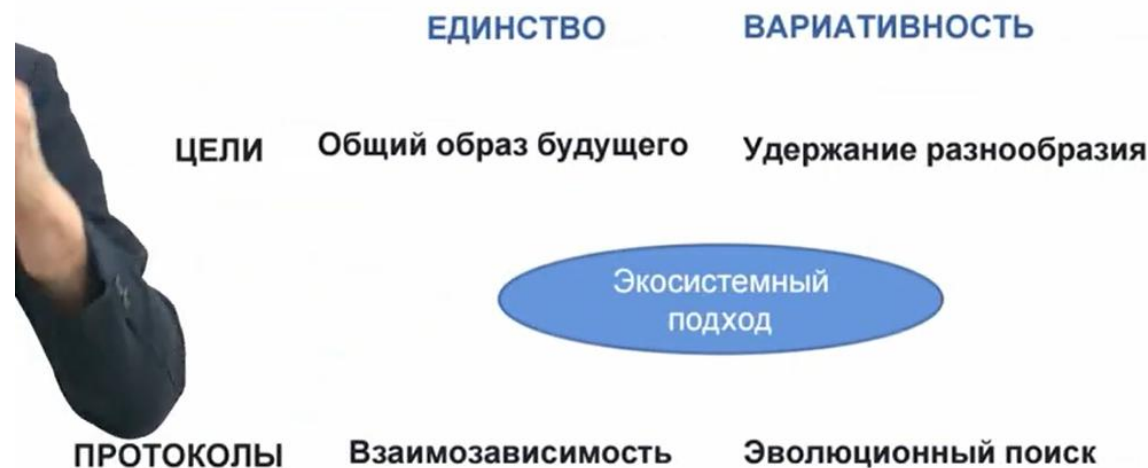 ЕДИНСТВО ВАРИАТИВНОСТЬ
ЦЕЛИ Общий образ будущего Удержание разнообразия
Экосистемный
подход
ПРОТОКОЛЫ Взаимозависимость Эволюционный поиск